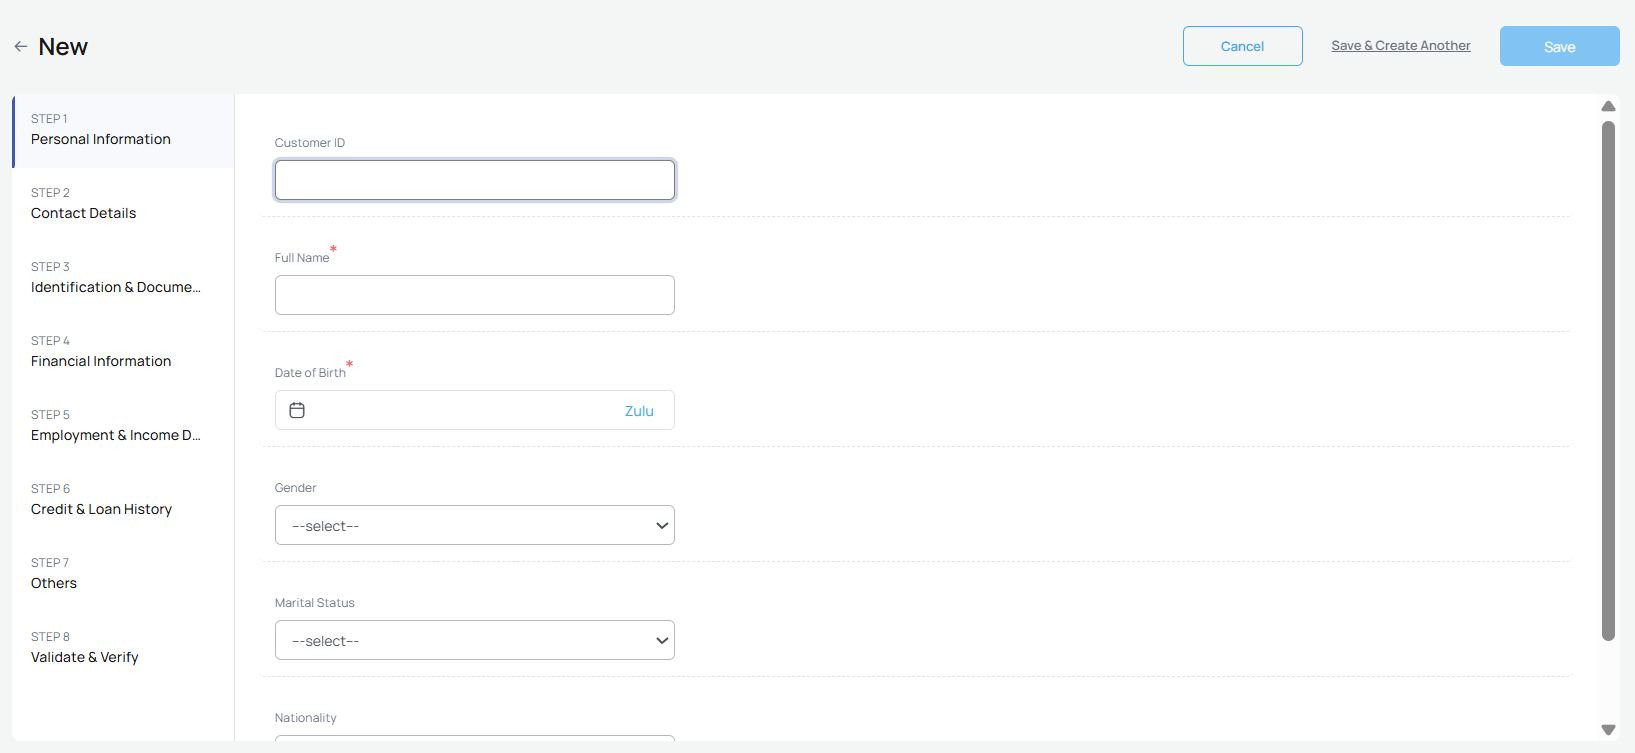 New
Cancel
Save & Create Another
Save
STEP 1
Personal Information
STEP 2
Contact Details
STEP 3
Identification & Docume...
STEP 4
Financial Information
STEP 5
Employment & Income D...
STEP 6
Credit & Loan History
STEP 7
Others
STEP 8
Validate & Verify
Customer ID
Full Name*
Date of Birth*
Zulu
Gender
---select---
Marital Status
---select---
Nationality